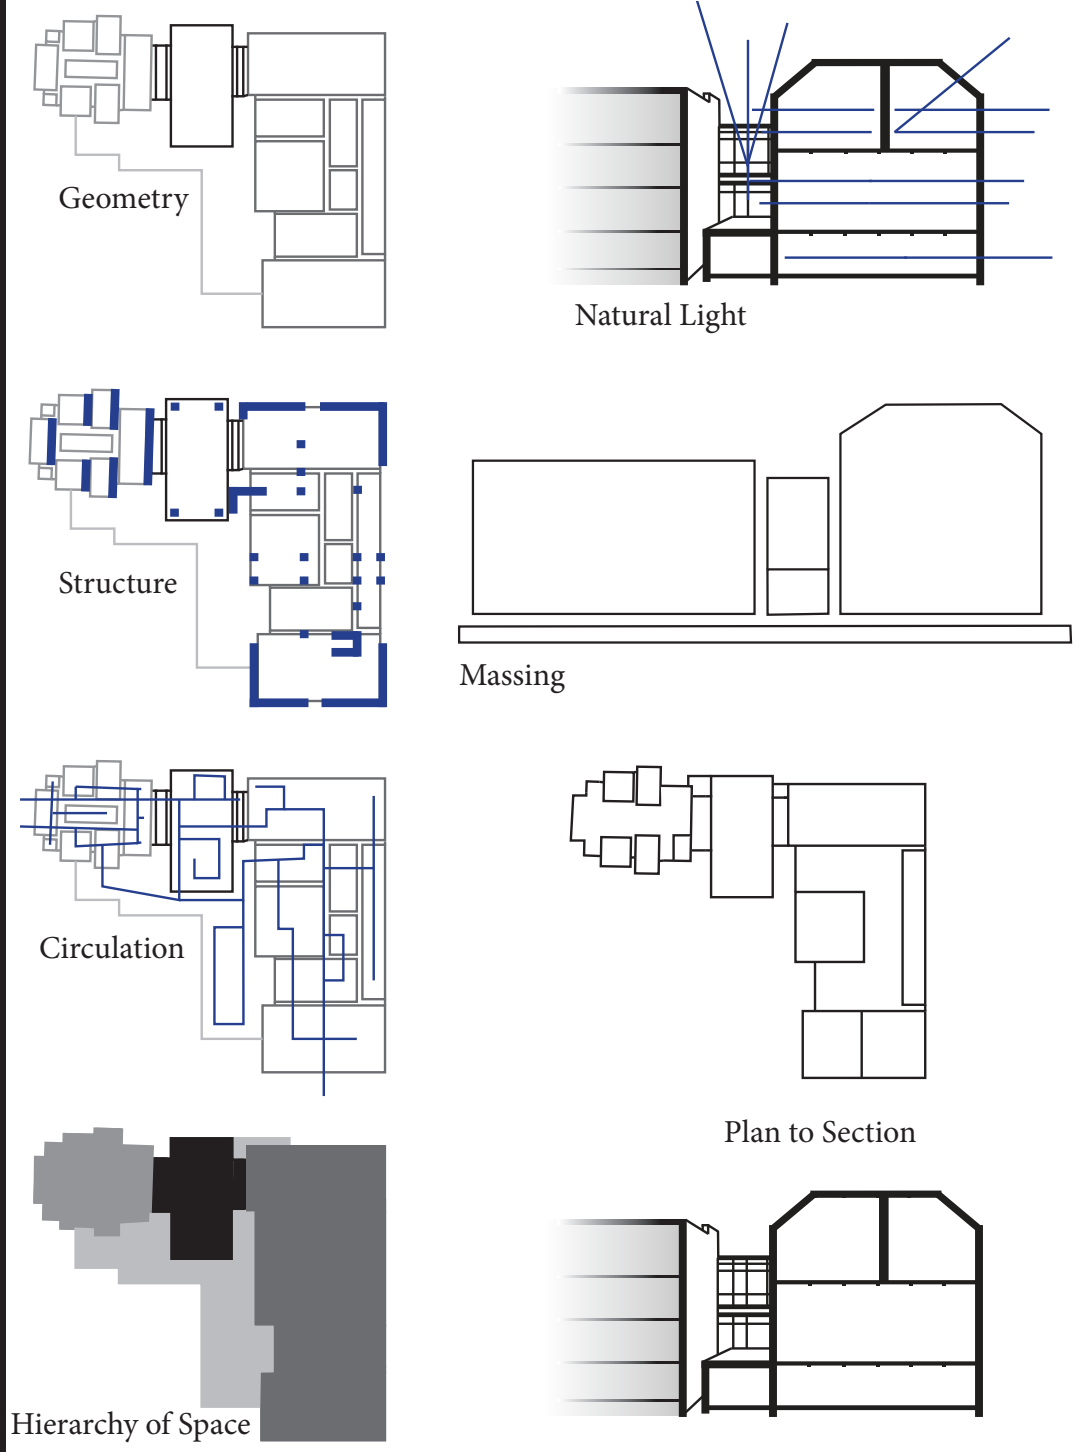 Geometry
Natural Light
Structure
Massing
Circulation
Plan to Section
Hierarchy of Space